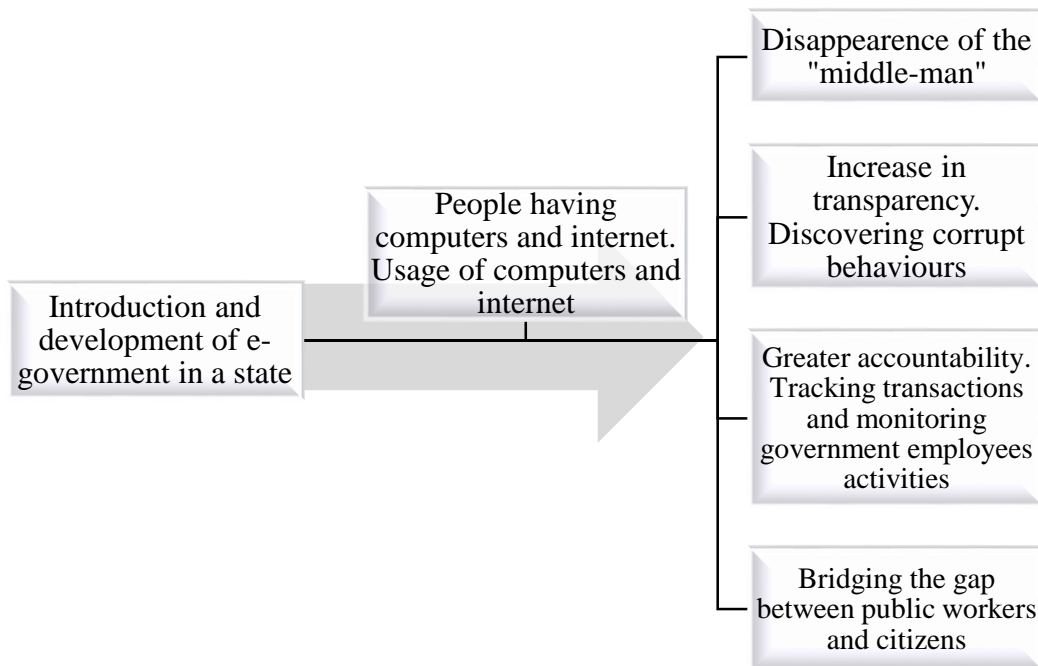 Introduction and
development of e-
government in a state
People having
computers and internet.
Usage of computers and
internet
Disappearence of the
"middle-man"
Increase in
transparency.
Discovering corrupt
behaviours
Greater accountability.
Tracking transactions
and monitoring
government employees
activities
Bridging the gap
between public workers
and citizens